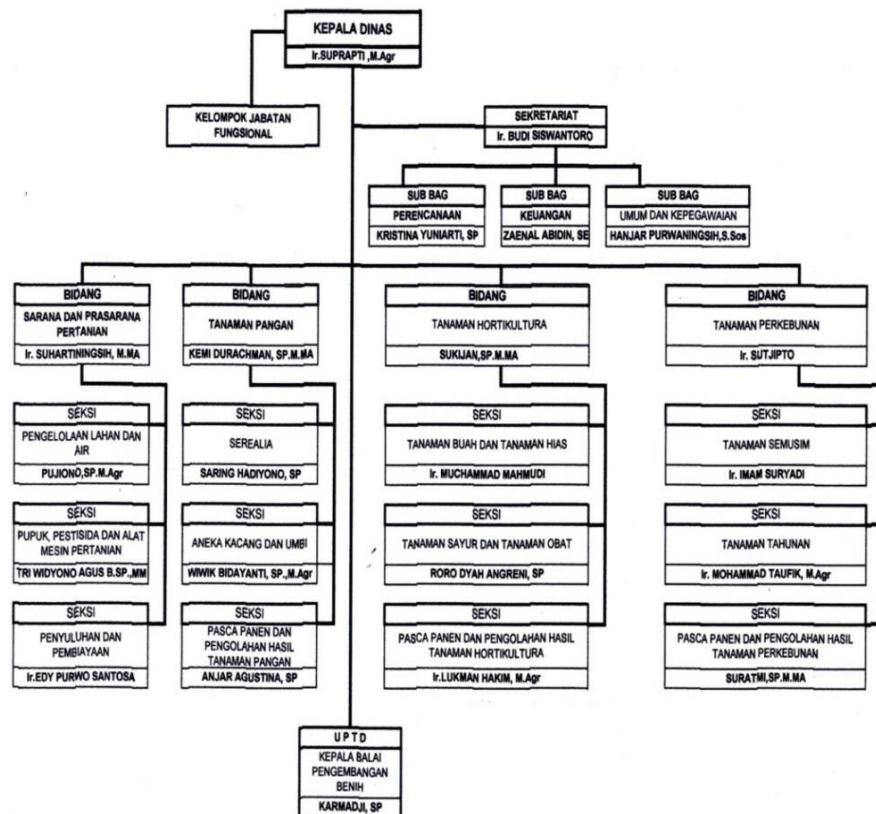 KEPALA DINAS
Ir.SUPRAPTI ,M.Agr
KELOMPOK JABATAN
FUNGSIONAL
SEKRETARIAT
Ir. BUDI SISWANTORO
SUB BAG
PERENCANAAN
KRISTINA YUNIARTI, SP
SUB BAG
KEUANGAN
ZAENAL ABIDIN, SE
SUB BAG
UMUM DAN KEPEGAWAIAN
HANJAR PURWANINGSIH,S.Sos
BIDANG
SARANA DAN PRASARANA
PERTANIAN
Ir. SUHARTININGSIH, M.MA
SEKSI
PENGELOLAAN LAHAN DAN
AIR
PUJIONO,SP.M.Agr
SEKSI
PUPUK, PESTISIDA DAN ALAT
MESIN PERTANIAN
TRI WIDYONO AGUS B.SP.,MM
SEKSI
PENYULUHAN DAN
PEMBIAYAAN
Ir.EDY PURWO SANTOSA
BIDANG
TANAMAN PANGAN
KEMI DURACHMAN, SP.M.MA
SEKSI
SEREALIA
SARING HADIYONO, SP
SEKSI
ANEKA KACANG DAN UMBI
WIWIK BIDAYANTI, SP.,M.Agr
SEKSI
PASCA PANEN DAN
PENGOLAHAN HASIL
TANAMAN PANGAN
ANJAR AGUSTINA, SP
BIDANG
TANAMAN HORTIKULTURA
SUKIJAN,SP.M.MA
SEKSI
TANAMAN BUAH DAN TANAMAN HIAS
Ir. MUCHAMMAD MAHMUDI
SEKSI
TANAMAN SAYUR DAN TANAMAN OBAT
RORO DYAH ANGRENI, SP
SEKSI
PASCA PANEN DAN PENGOLAHAN HASIL
TANAMAN HORTIKULTURA
Ir.LUKMAN HAKIM, M.Agr
BIDANG
TANAMAN PERKEBUNAN
Ir. SUTJIPTO
SEKSI
TANAMAN SEMUSIM
Ir. IMAM SURYADI
SEKSI
TANAMAN TAHUNAN
Ir. MOHAMMAD TAUFIK, M.Agr
SEKSI
PASCA PANEN DAN PENGOLAHAN HASIL
TANAMAN PERKEBUNAN
SURATMI,SP.M.MA
UPTD
KEPALA BALAI
PENGEMBANGAN
BENIH
KARMADJI, SP